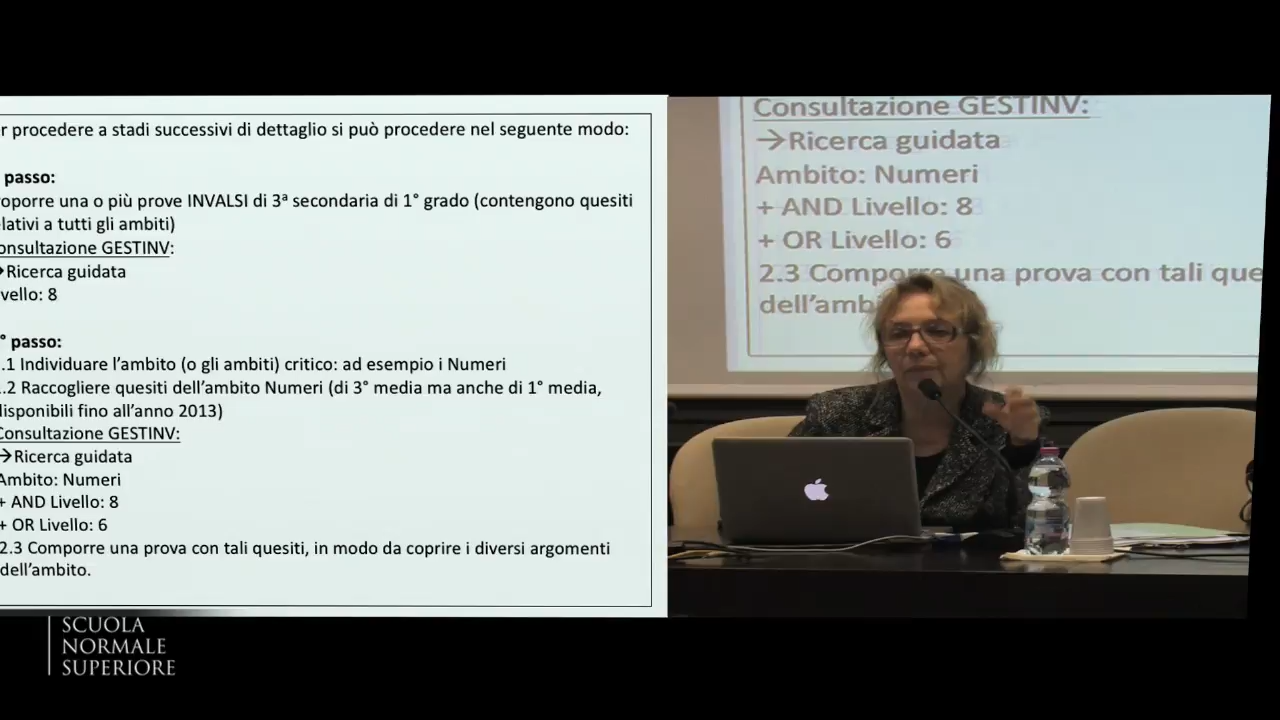 r procedere a stadi successivi di dettaglio si può procedere nel seguente modo:
passo:
oporre una o più prove INVALSI di 3ª secondaria di 1° grado (contengono quesiti
elativi a tutti gli ambiti)
onsultazione GESTINV:
→Ricerca guidata
vello: 8
° passo:
.1 Individuare l’ambito (o gli ambiti) critico: ad esempio i Numeri
.2 Raccogliere quesiti dell’ambito Numeri (di 3° media ma anche di 1° media,
disponibili fino all’anno 2013)
Consultazione GESTINV:
→Ricerca guidata
Ambito: Numeri
+ AND Livello: 8
+ OR Livello: 6
2.3 Comporre una prova con tali quesiti, in modo da coprire i diversi argomenti
dell’ambito.
Consultazione GESTINV:
→Ricerca guidata
Ambito: Numeri
+ AND Livello: 8
+ OR Livello: 6
2.3 Comporre una prova con tali que
dell’amb
SCUOLA
NORMALE
SUPERIORE